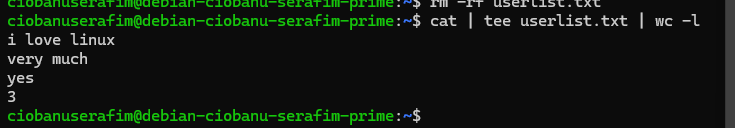 ciobanuserafim@debian-ciobanu-serafim-prime:~$ rm -rf userlist.txt
ciobanuserafim@debian-ciobanu-serafim-prime:~$ cat | tee userlist.txt | wc -l
i love linux
very much
yes
3
ciobanuserafim@debian-ciobanu-serafim-prime:~$